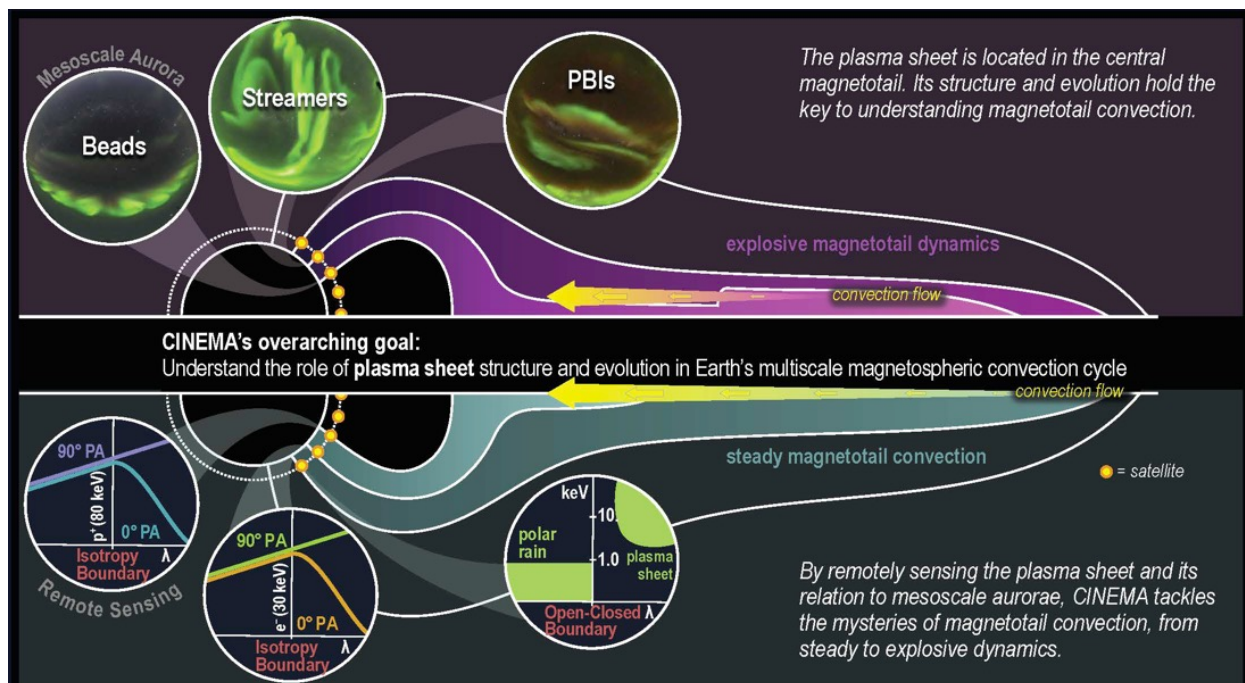 Mesoscale Aurora
Beads
Streamers
PBIs
The plasma sheet is located in the central
magnetotail. Its structure and evolution hold the
key to understanding magnetotail convection.
explosive magnetotail dynamics
convection flow
CINEMA's overarching goal:
Understand the role of plasma sheet structure and evolution in Earth's multiscale magnetospheric convection cycle
convection flow
steady magnetotail convection
= satellite
90° PA
p⁺ (80 keV)
0° PA
Isotropy
Boundary
λ
Remote Sensing
90° PA
e⁻ (30 keV)
0° PA
Isotropy
Boundary
λ
keV
10
polar
rain
1.0
plasma
sheet
Open-Closed
Boundary
λ
By remotely sensing the plasma sheet and its
relation to mesoscale aurorae, CINEMA tackles
the mysteries of magnetotail convection, from
steady to explosive dynamics.